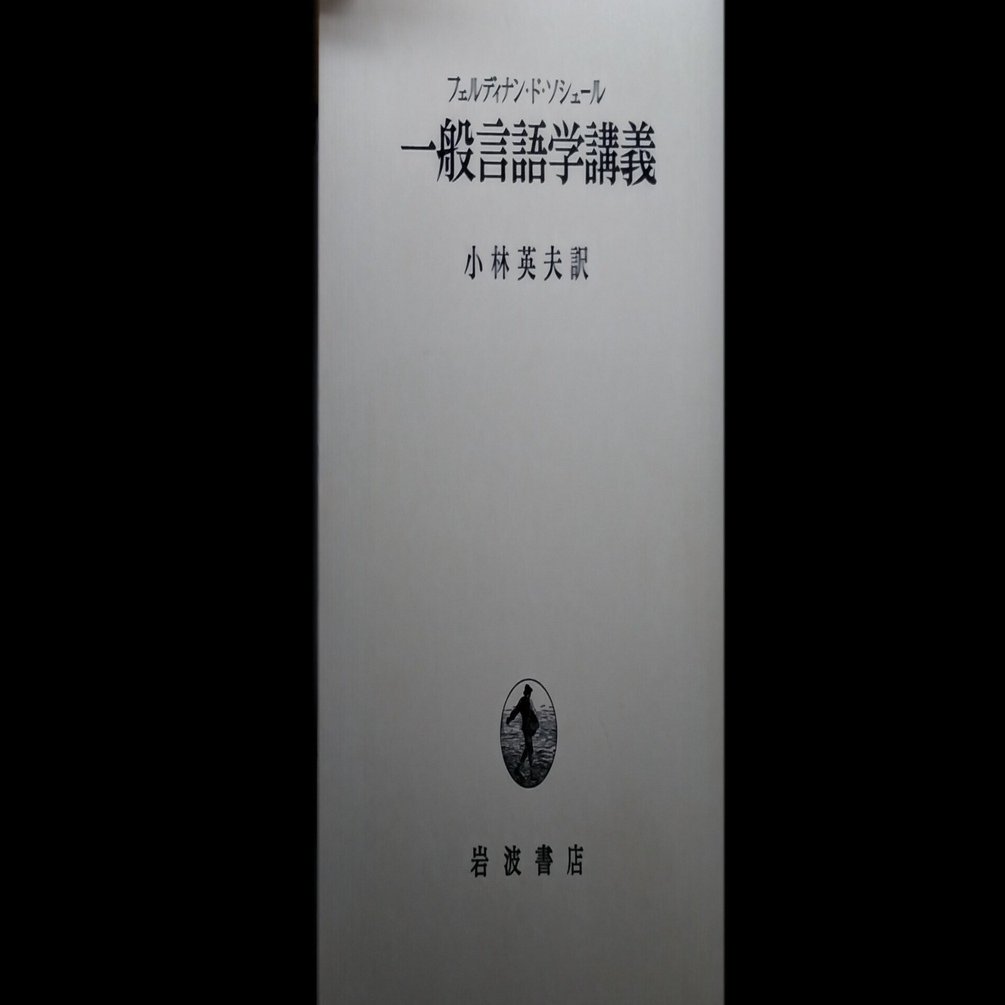 フェルディナン・ド・ソシュール
一般言語学講義
小林英夫訳
岩波書店